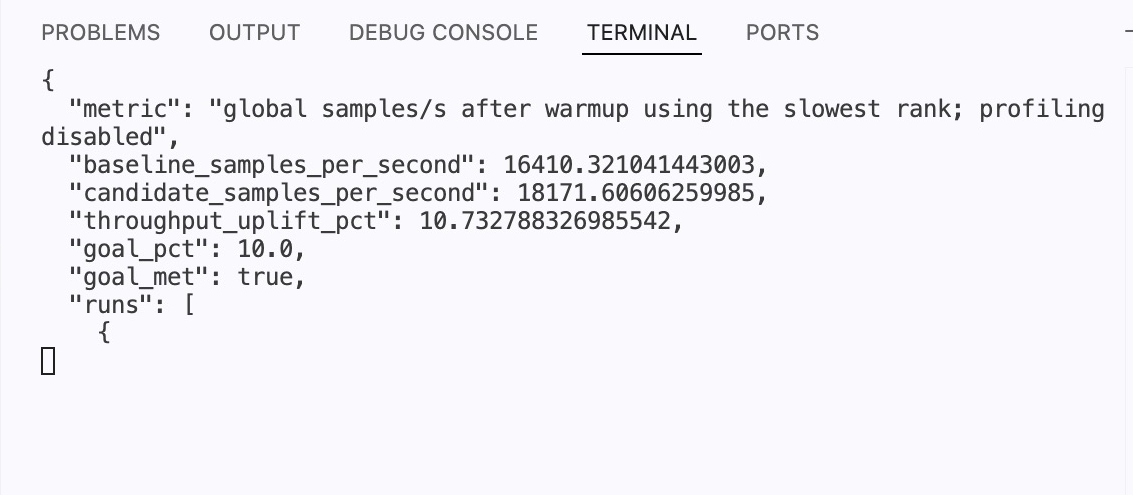 PROBLEMS OUTPUT DEBUG CONSOLE TERMINAL PORTS
{
  "metric": "global samples/s after warmup using the slowest rank; profiling
disabled",
  "baseline_samples_per_second": 16410.321041443003,
  "candidate_samples_per_second": 18171.60606259985,
  "throughput_uplift_pct": 10.732788326985542,
  "goal_pct": 10.0,
  "goal_met": true,
  "runs": [
    {